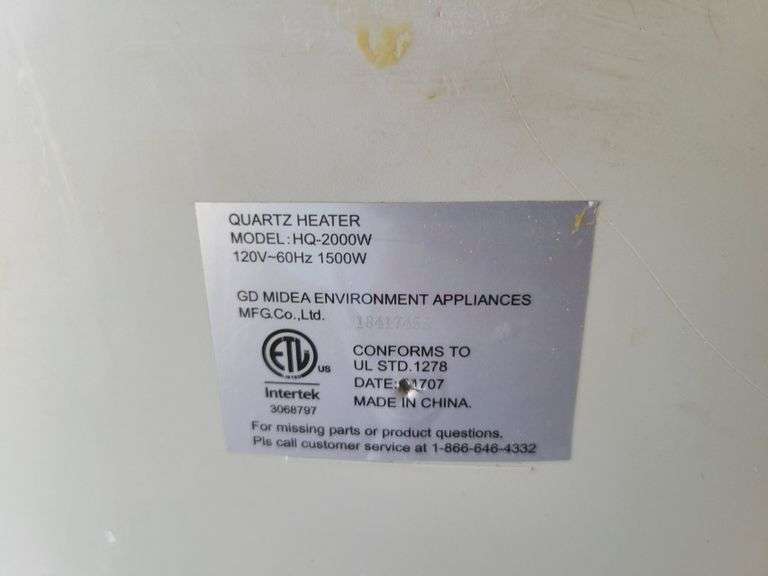 QUARTZ HEATER
MODEL:HQ-2000W
120V~60Hz 1500W
GD MIDEA ENVIRONMENT APPLIANCES
MFG.Co.,Ltd.
ETL US
Intertek
3068797
CONFORMS TO
UL STD.1278
DATE:
MADE IN CHINA.
For missing parts or product questions.
Pls call customer service at 1-866-646-4332